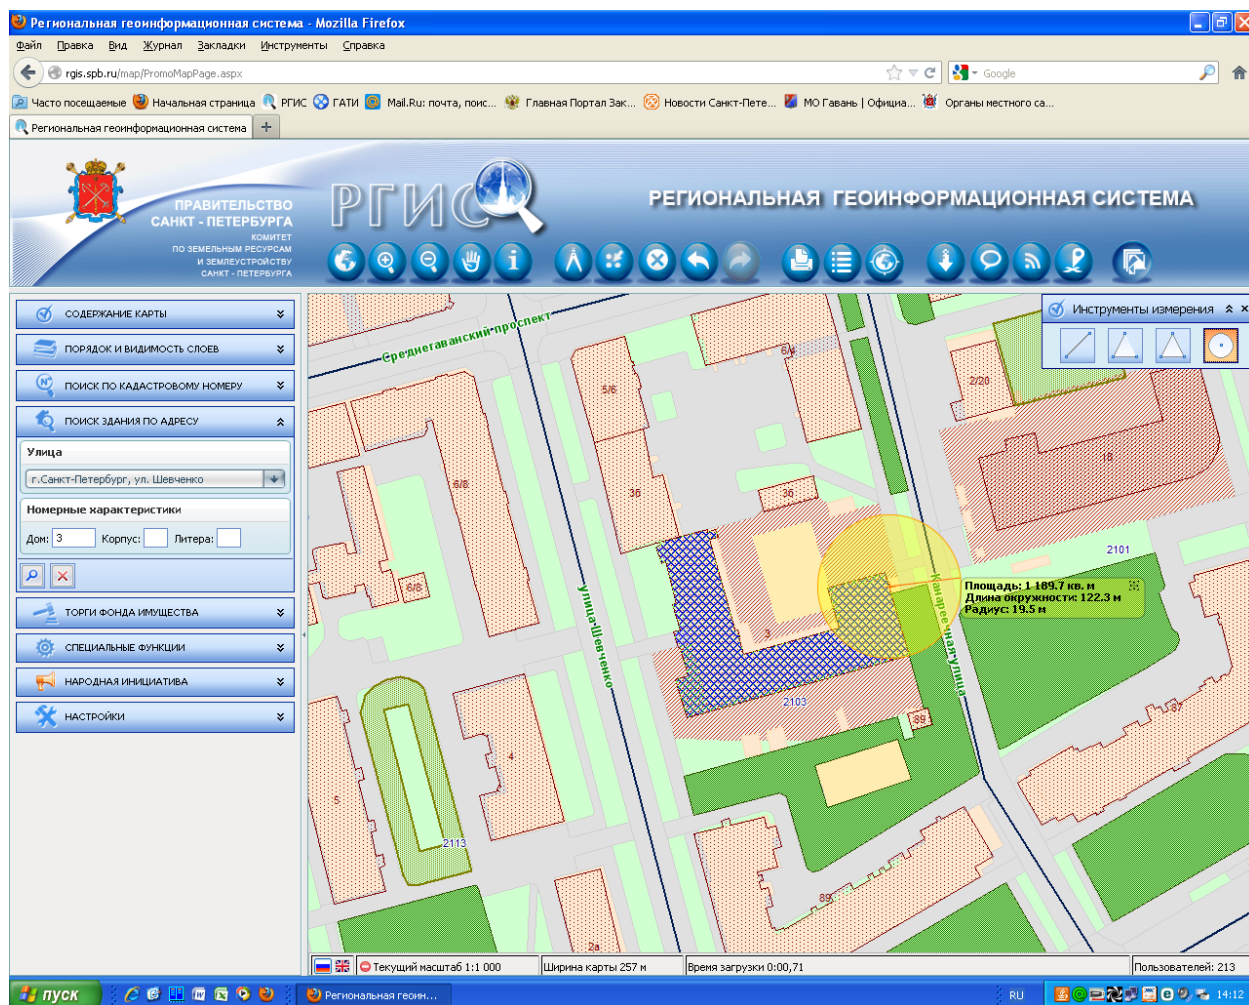 Региональная геоинформационная система - Mozilla Firefox
Файл Правка Вид Журнал Закладки Инструменты Справка
rgis.spb.ru/map/PromoMapPage.aspx
Google
Часто посещаемые Начальная страница РГИС ГАТИ Mail.Ru: почта, поис... Главная Портал Зак... Новости Санкт-Пете... МО Гавань | Официа... Органы местного са...
Региональная геоинформационная система
ПРАВИТЕЛЬСТВО
САНКТ - ПЕТЕРБУРГА
КОМИТЕТ
ПО ЗЕМЕЛЬНЫМ РЕСУРСАМ
И ЗЕМЛЕУСТРОЙСТВУ
САНКТ - ПЕТЕРБУРГА
РГИС
РЕГИОНАЛЬНАЯ ГЕОИНФОРМАЦИОННАЯ СИСТЕМА
СОДЕРЖАНИЕ КАРТЫ
ПОРЯДОК И ВИДИМОСТЬ СЛОЕВ
ПОИСК ПО КАДАСТРОВОМУ НОМЕРУ
ПОИСК ЗДАНИЯ ПО АДРЕСУ
Улица
г.Санкт-Петербург, ул. Шевченко
Номерные характеристики
Дом: 3 Корпус: Литера:
ТОРГИ ФОНДА ИМУЩЕСТВА
СПЕЦИАЛЬНЫЕ ФУНКЦИИ
НАРОДНАЯ ИНИЦИАТИВА
НАСТРОЙКИ
Инструменты измерения
Среднегаванский проспект
5/6
6/4
2/20
18
6/8
36
36
2101
6/8
улица Шевченко
Канареечная улица
Площадь: 1 189.7 кв. м
Длина окружности: 122.3 м
Радиус: 19.5 м
3
2103
89
87
4
5
2113
89
2а
Текущий масштаб 1:1 000
Ширина карты 257 м
Время загрузки 0:00,71
Пользователей: 213
пуск
Региональная геоин...
RU
14:12